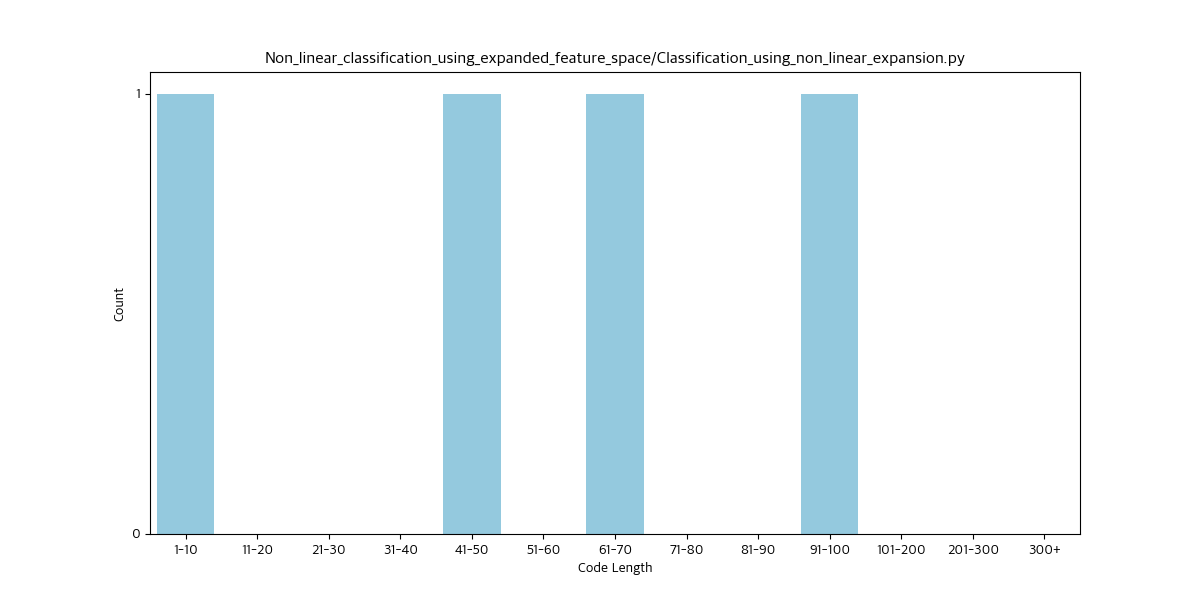 Non_linear_classification_using_expanded_feature_space/Classification_using_non_linear_expansion.py
1
Count
0
1-10 11-20 21-30 31-40 41-50 51-60 61-70 71-80 81-90 91-100 101-200 201-300 300+
Code Length